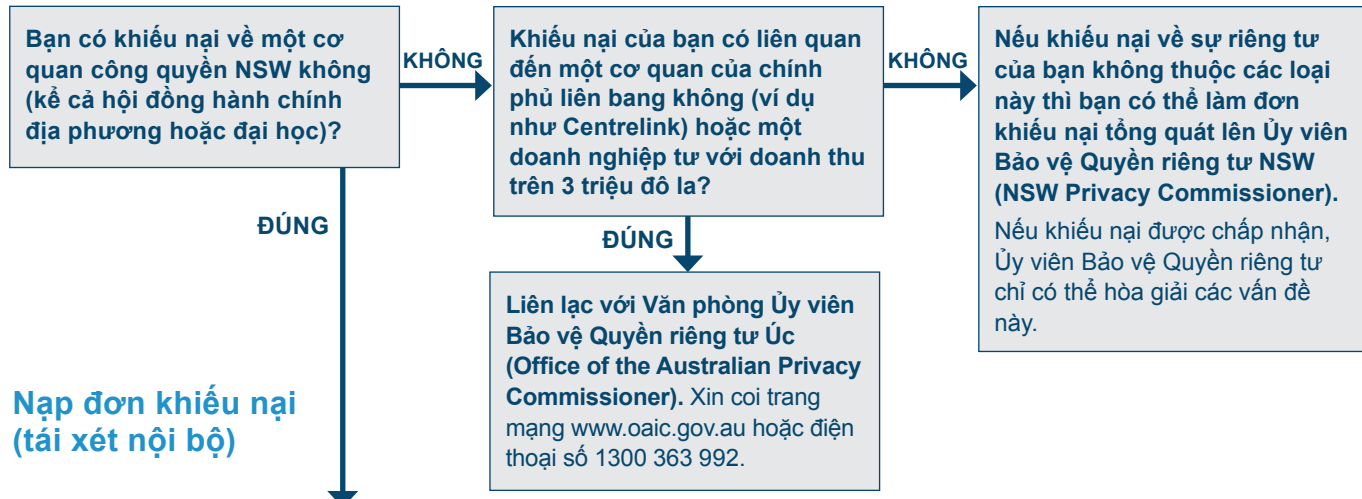 Bạn có khiếu nại về một cơ
quan công quyền NSW không
(kể cả hội đồng hành chính
địa phương hoặc đại học)?
KHÔNG
Khiếu nại của bạn có liên quan
đến một cơ quan của chính
phủ liên bang không (ví dụ
như Centrelink) hoặc một
doanh nghiệp tư với doanh thu
trên 3 triệu đô la?
KHÔNG
Nếu khiếu nại về sự riêng tư
của bạn không thuộc các loại
này thì bạn có thể làm đơn
khiếu nại tổng quát lên Ủy viên
Bảo vệ Quyền riêng tư NSW
(NSW Privacy Commissioner).
Nếu khiếu nại được chấp nhận,
Ủy viên Bảo vệ Quyền riêng tư
chỉ có thể hòa giải các vấn đề
này.
ĐÚNG
ĐÚNG
Liên lạc với Văn phòng Ủy viên
Bảo vệ Quyền riêng tư Úc
(Office of the Australian Privacy
Commissioner). Xin coi trang
mạng www.oaic.gov.au hoặc điện
thoại số 1300 363 992.
Nạp đơn khiếu nại
(tái xét nội bộ)